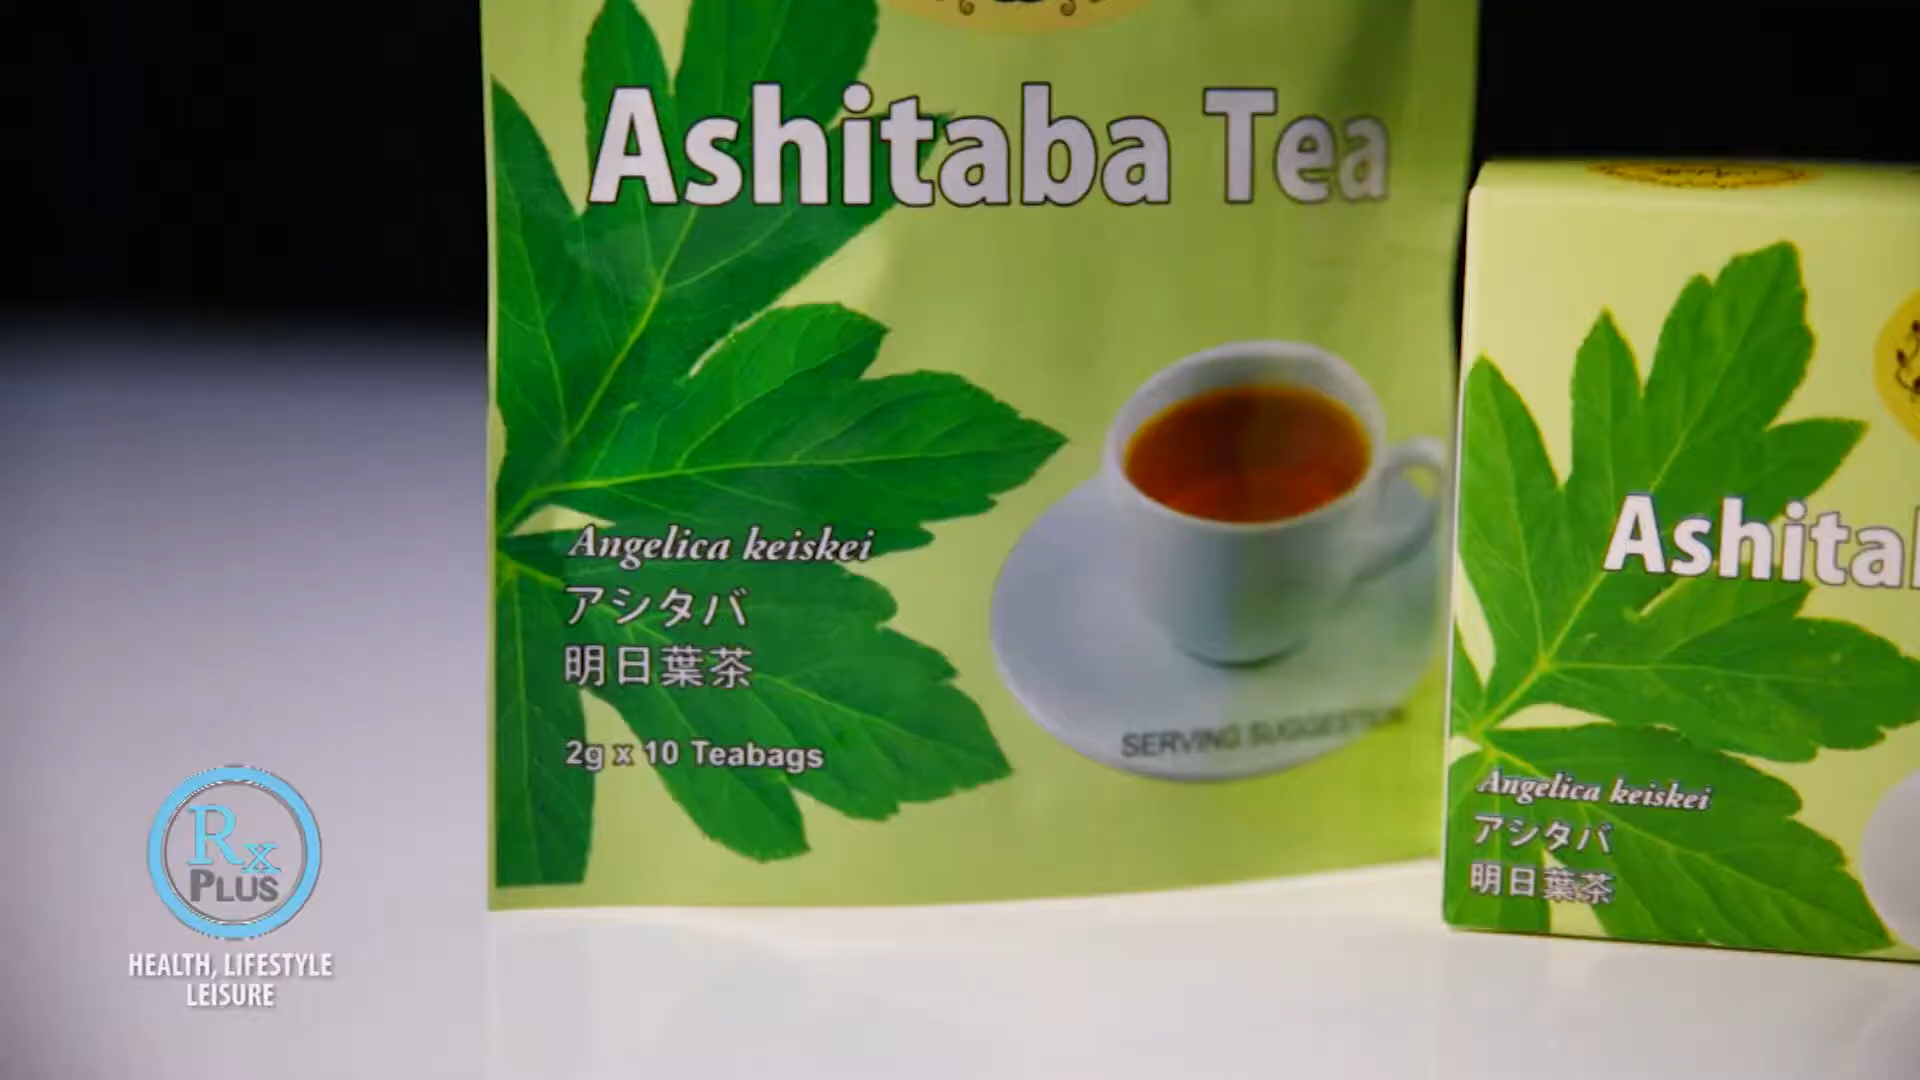 Ashitaba Tea
Angelica keiskei
アシタバ
明日葉茶
2g x 10 Teabags
SERVING SUGGESTION
Ashitab
Angelica keiskei
アシタバ
明日葉茶
Rx
PLUS
HEALTH, LIFESTYLE
LEISURE